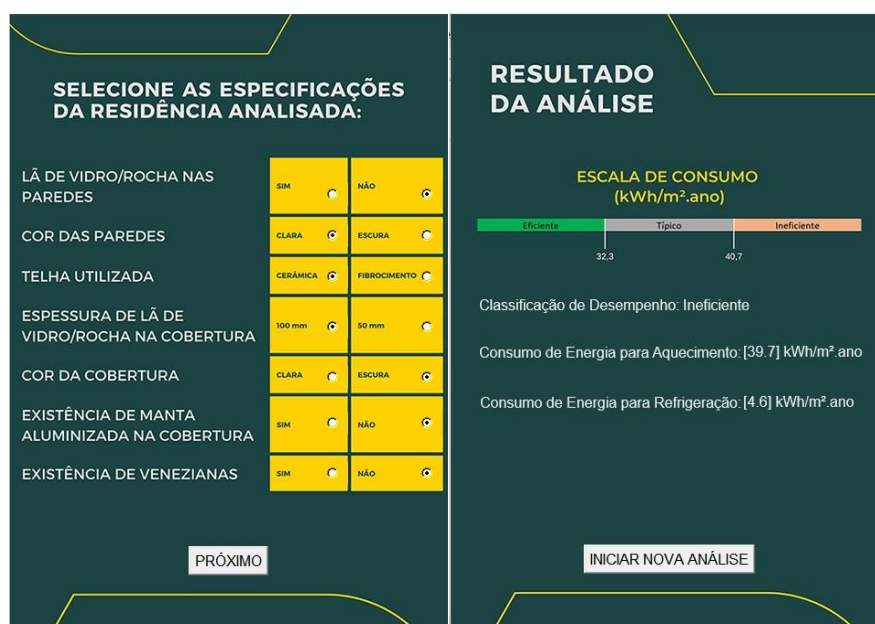 SELECIONE AS ESPECIFICAÇÕES
DA RESIDÊNCIA ANALISADA:
LÃ DE VIDRO/ROCHA NAS
PAREDES
SIM
NÃO
COR DAS PAREDES
CLARA
ESCURA
TELHA UTILIZADA
CERÂMICA
FIBROCIMENTO
ESPESSURA DE LÃ DE
VIDRO/ROCHA NA COBERTURA
100 mm
50 mm
COR DA COBERTURA
CLARA
ESCURA
EXISTÊNCIA DE MANTA
ALUMINIZADA NA COBERTURA
SIM
NÃO
EXISTÊNCIA DE VENEZIANAS
SIM
NÃO
PRÓXIMO
RESULTADO
DA ANÁLISE
ESCALA DE CONSUMO
(kWh/m².ano)
Eficiente
Típico
Ineficiente
32,3
40,7
Classificação de Desempenho: Ineficiente
Consumo de Energia para Aquecimento: [39.7] kWh/m².ano
Consumo de Energia para Refrigeração: [4.6] kWh/m².ano
INICIAR NOVA ANÁLISE